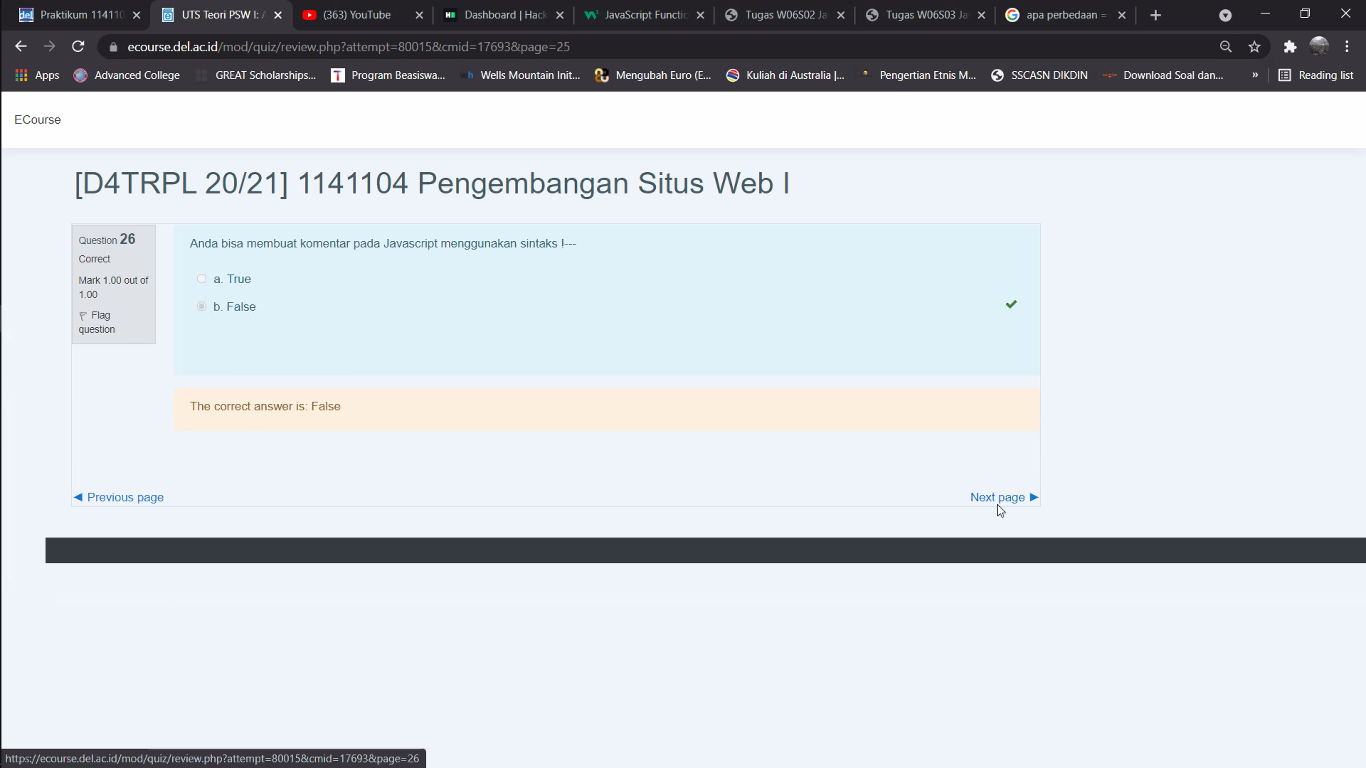 Praktikum 114110
UTS Teori PSW I: /
(363) YouTube
Dashboard | Hack
JavaScript Functio
Tugas W06S02 Ja
Tugas W06S03 Ja
apa perbedaan =
ecourse.del.ac.id/mod/quiz/review.php?attempt=80015&cmid=17693&page=25
Apps
Advanced College
GREAT Scholarships...
Program Beasiswa...
Wells Mountain Init...
Mengubah Euro (E...
Kuliah di Australia |...
Pengertian Etnis M...
SSCASN DIKDIN
Download Soal dan...
»
Reading list
ECourse
[D4TRPL 20/21] 1141104 Pengembangan Situs Web I
Question 26
Correct
Mark 1.00 out of
1.00
Flag
question
Anda bisa membuat komentar pada Javascript menggunakan sintaks !---
a. True
b. False
The correct answer is: False
◀ Previous page
Next page ▶
https://ecourse.del.ac.id/mod/quiz/review.php?attempt=80015&cmid=17693&page=26